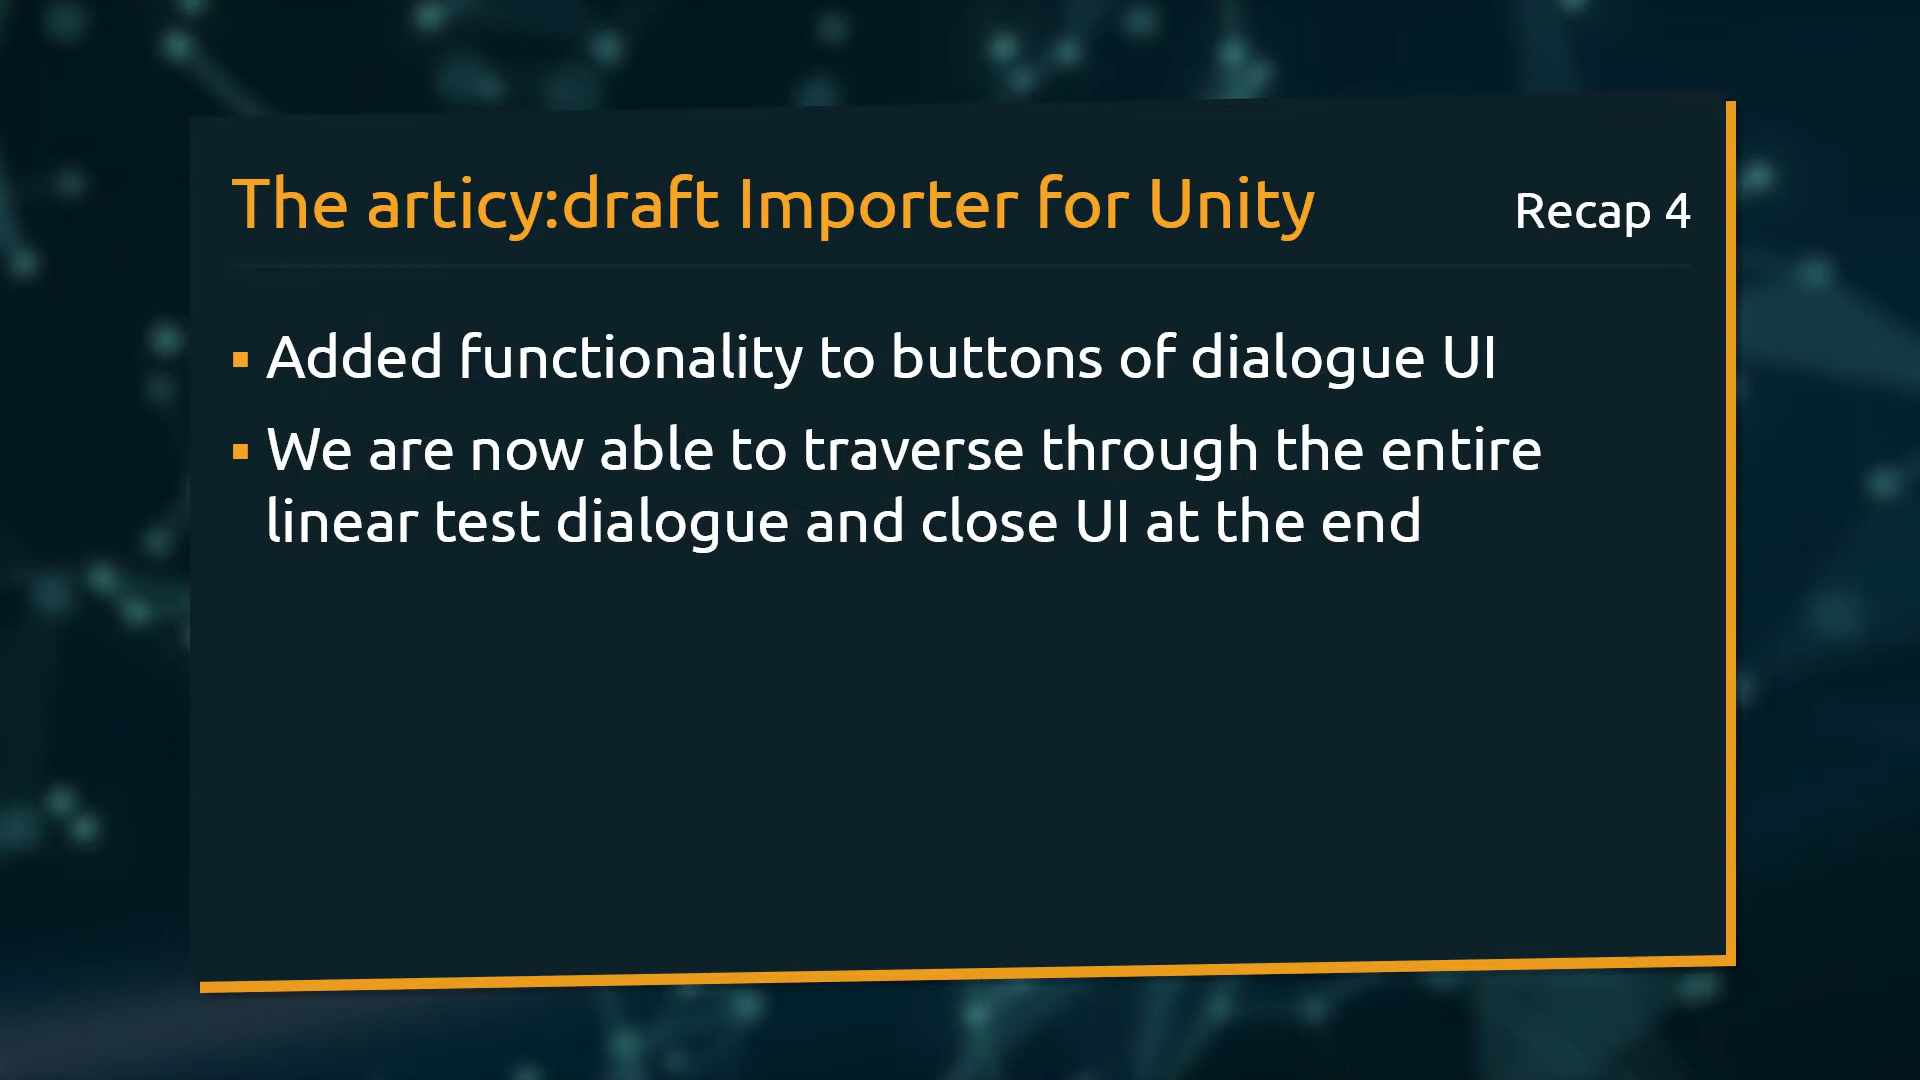 The articy:draft Importer for Unity
Recap 4
▪ Added functionality to buttons of dialogue UI
▪ We are now able to traverse through the entire
linear test dialogue and close UI at the end